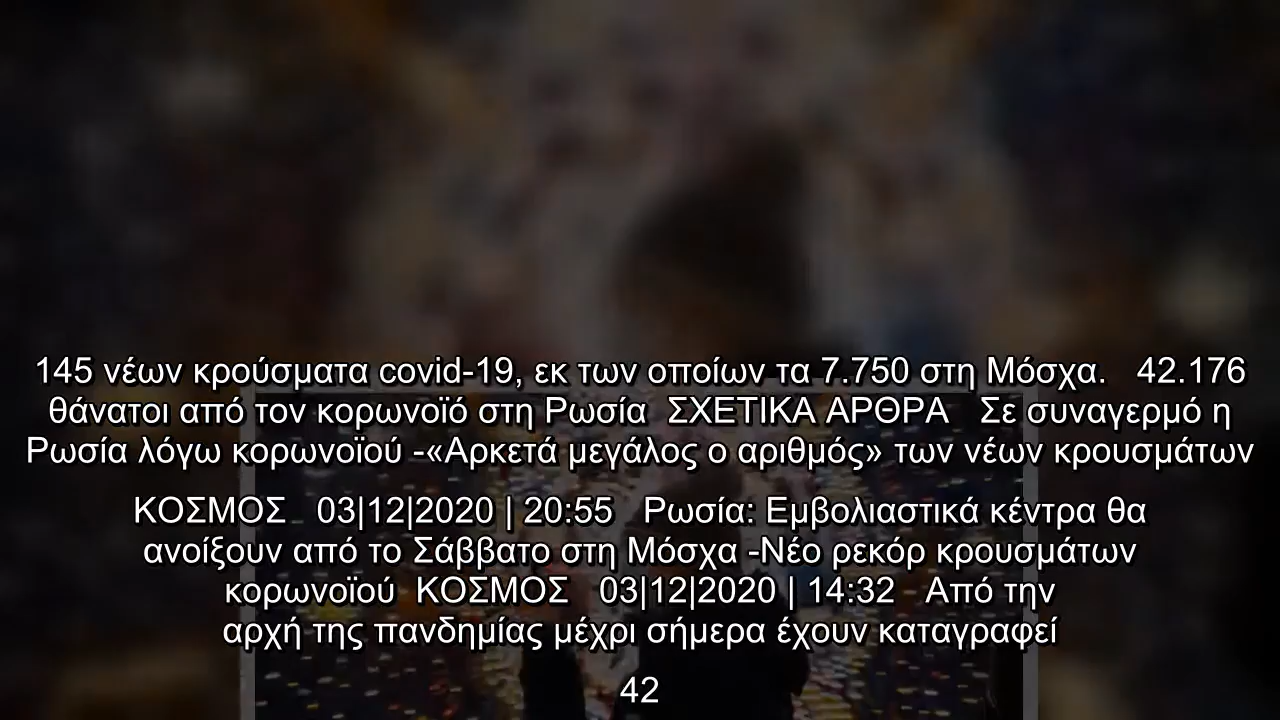 145 νέων κρούσματα covid-19, εκ των οποίων τα 7.750 στη Μόσχα.   42.176
θάνατοι από τον κορωνοϊό στη Ρωσία  ΣΧΕΤΙΚΑ ΑΡΘΡΑ   Σε συναγερμό η
Ρωσία λόγω κορωνοϊού -«Αρκετά μεγάλος ο αριθμός» των νέων κρουσμάτων
ΚΟΣΜΟΣ   03|12|2020 | 20:55   Ρωσία: Εμβολιαστικά κέντρα θα
ανοίξουν από το Σάββατο στη Μόσχα -Νέο ρεκόρ κρουσμάτων
κορωνοϊού  ΚΟΣΜΟΣ   03|12|2020 | 14:32   Από την
αρχή της πανδημίας μέχρι σήμερα έχουν καταγραφεί
42